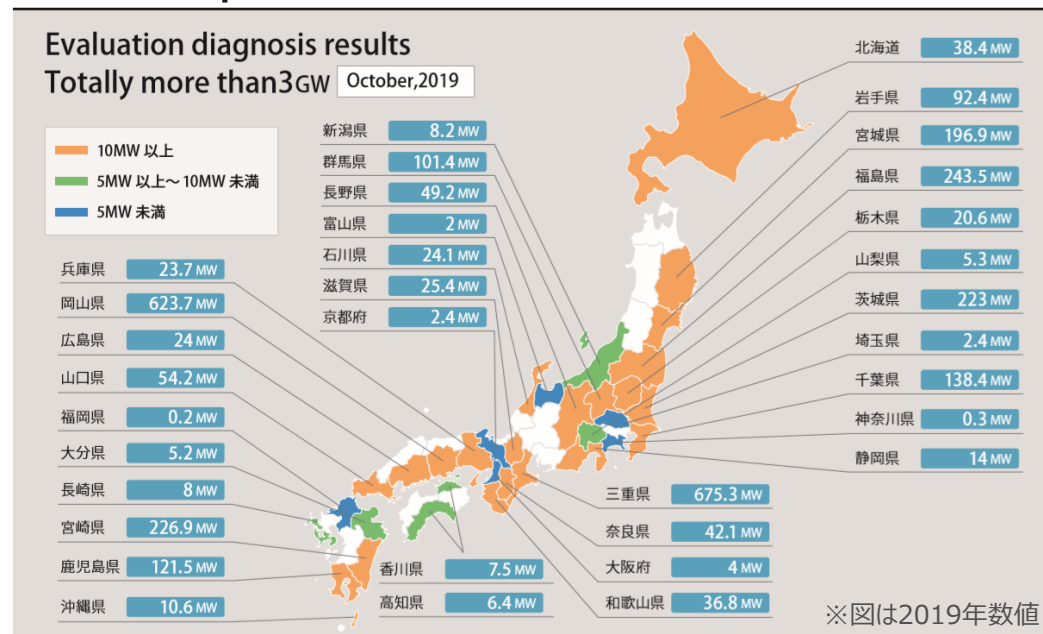 Evaluation diagnosis results
Totally more than3GW October,2019
10MW 以上
5MW 以上～10MW 未満
5MW 未満
新潟県 8.2 MW
群馬県 101.4 MW
長野県 49.2 MW
富山県 2 MW
石川県 24.1 MW
滋賀県 25.4 MW
京都府 2.4 MW
兵庫県 23.7 MW
岡山県 623.7 MW
広島県 24 MW
山口県 54.2 MW
福岡県 0.2 MW
大分県 5.2 MW
長崎県 8 MW
宮崎県 226.9 MW
鹿児島県 121.5 MW
沖縄県 10.6 MW
香川県 7.5 MW
高知県 6.4 MW
北海道 38.4 MW
岩手県 92.4 MW
宮城県 196.9 MW
福島県 243.5 MW
栃木県 20.6 MW
山梨県 5.3 MW
茨城県 223 MW
埼玉県 2.4 MW
千葉県 138.4 MW
神奈川県 0.3 MW
静岡県 14 MW
三重県 675.3 MW
奈良県 42.1 MW
大阪府 4 MW
和歌山県 36.8 MW
※図は2019年数値